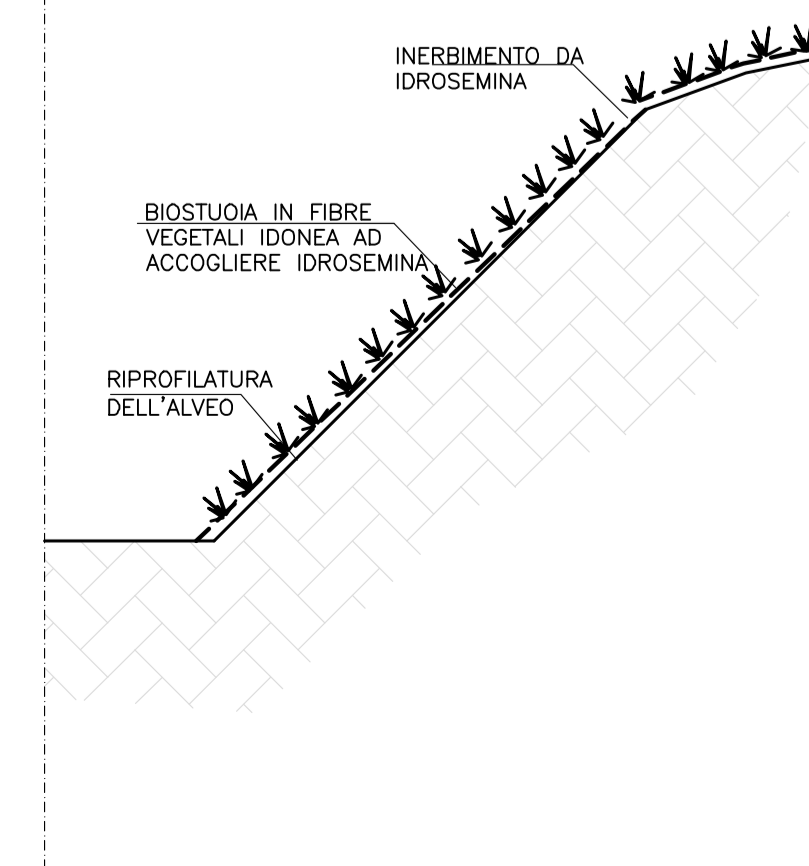 INERBIMENTO DA
IDROSEMINA
BIOSTUOIA IN FIBRE
VEGETALI IDONEA AD
ACCOGLIERE IDROSEMINA
RIPROFILATURA
DELL'ALVEO